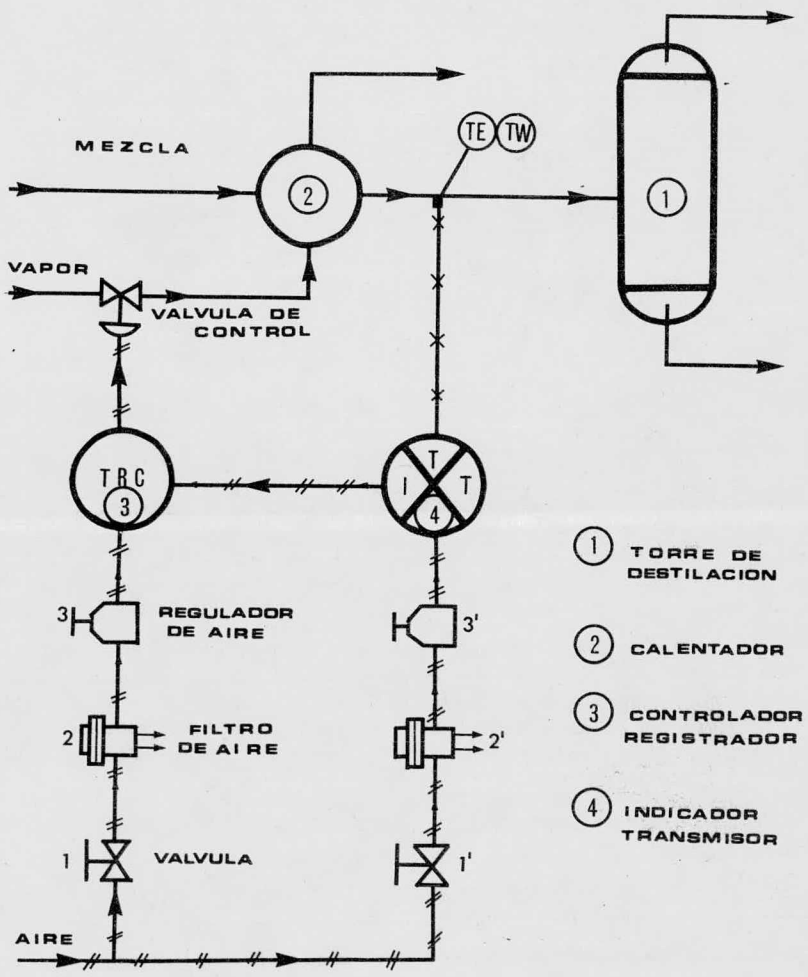 MEZCLA
TE
TW
2
1
VAPOR
VALVULA DE
CONTROL
TRC
3
T
I
T
4
3
REGULADOR
DE AIRE
3'
2
FILTRO
DE AIRE
2'
1
VALVULA
1'
AIRE
1 TORRE DE
DESTILACION
2 CALENTADOR
3 CONTROLADOR
REGISTRADOR
4 INDICADOR
TRANSMISOR